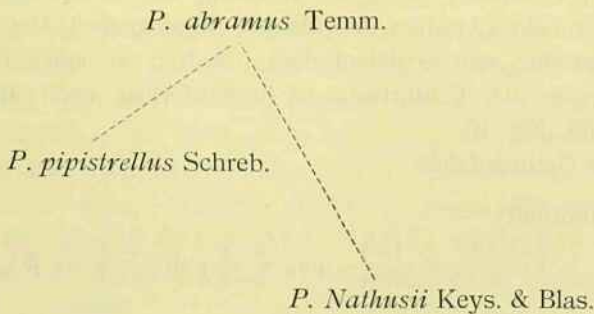 P. abramus Temm.
P. pipistrellus Schreb.
P. Nathusii Keys. & Blas.